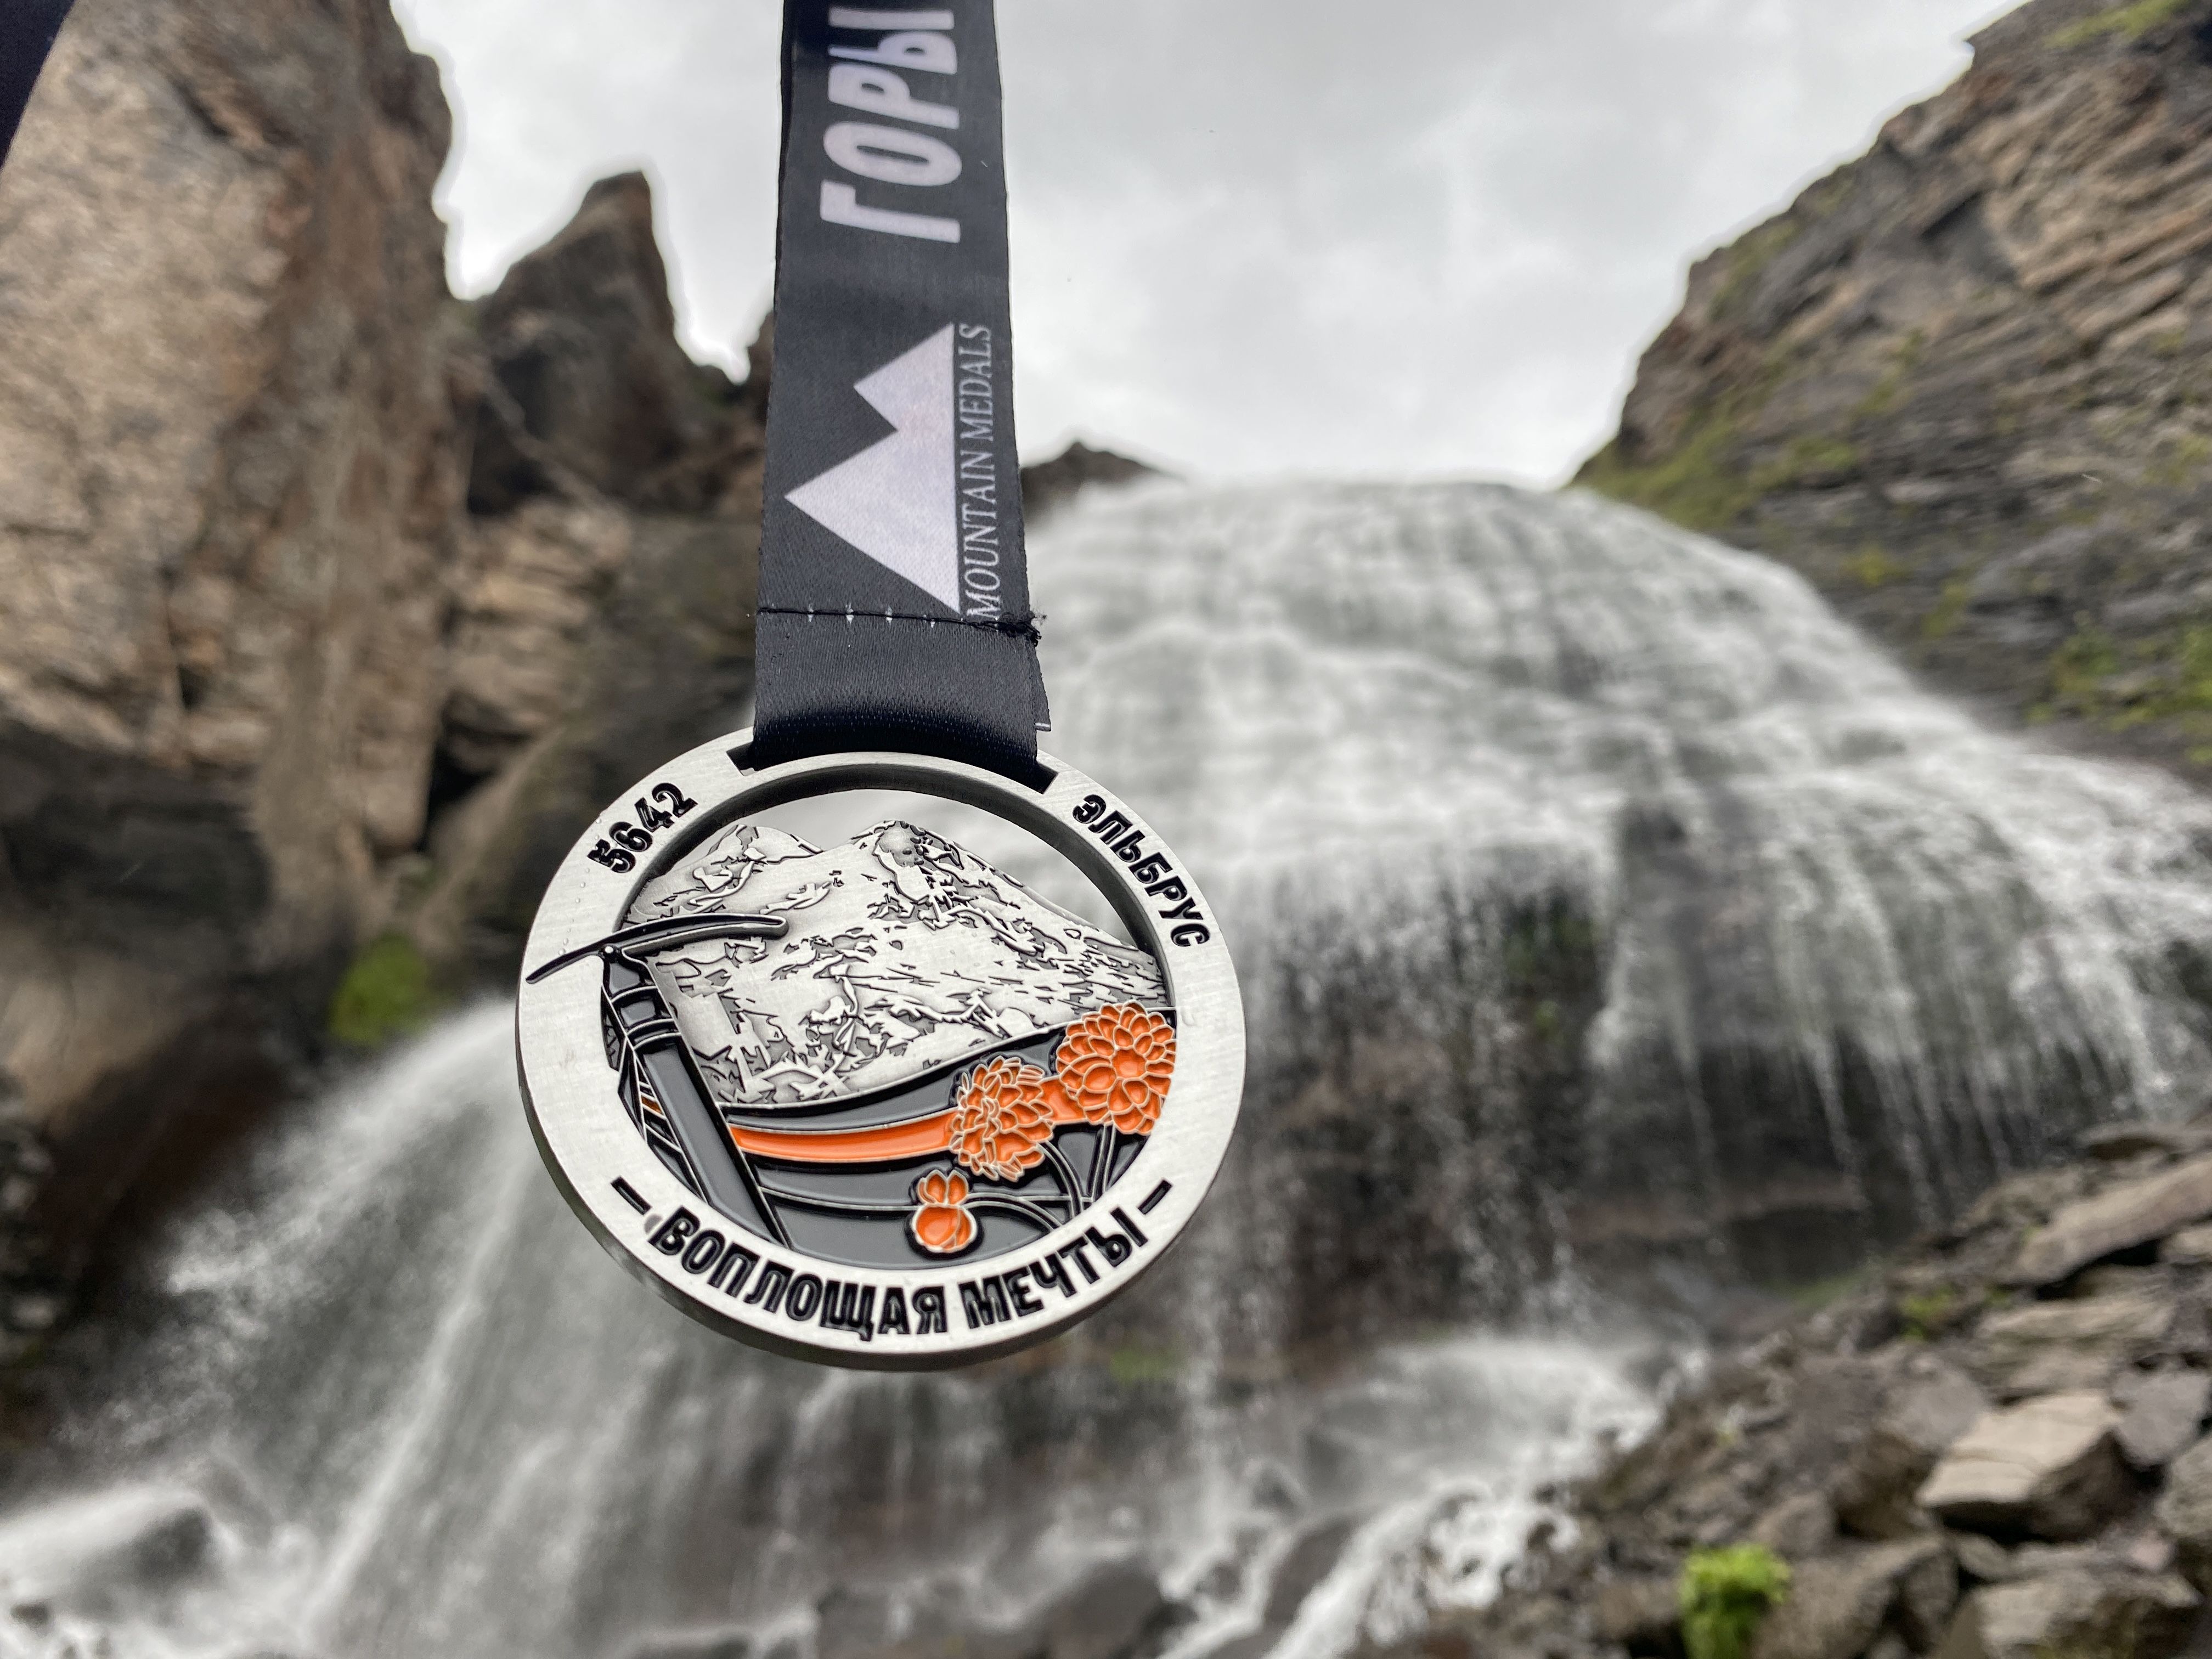 ГОРЫ
MOUNTAIN MEDALS
5642
ЭЛЬБРУС
ВОПЛОЩАЯ МЕЧТЫ